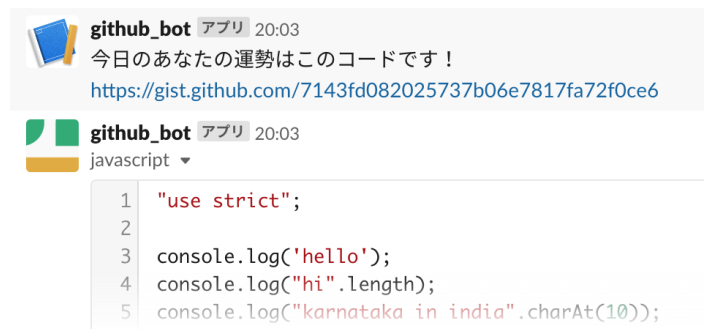 github_bot アプリ 20:03
今日のあなたの運勢はこのコードです！
https://gist.github.com/7143fd082025737b06e7817fa72f0ce6
github_bot アプリ 20:03
javascript
1 "use strict";
2
3 console.log('hello');
4 console.log("hi".length);
5 console.log("karnataka in india".charAt(10));